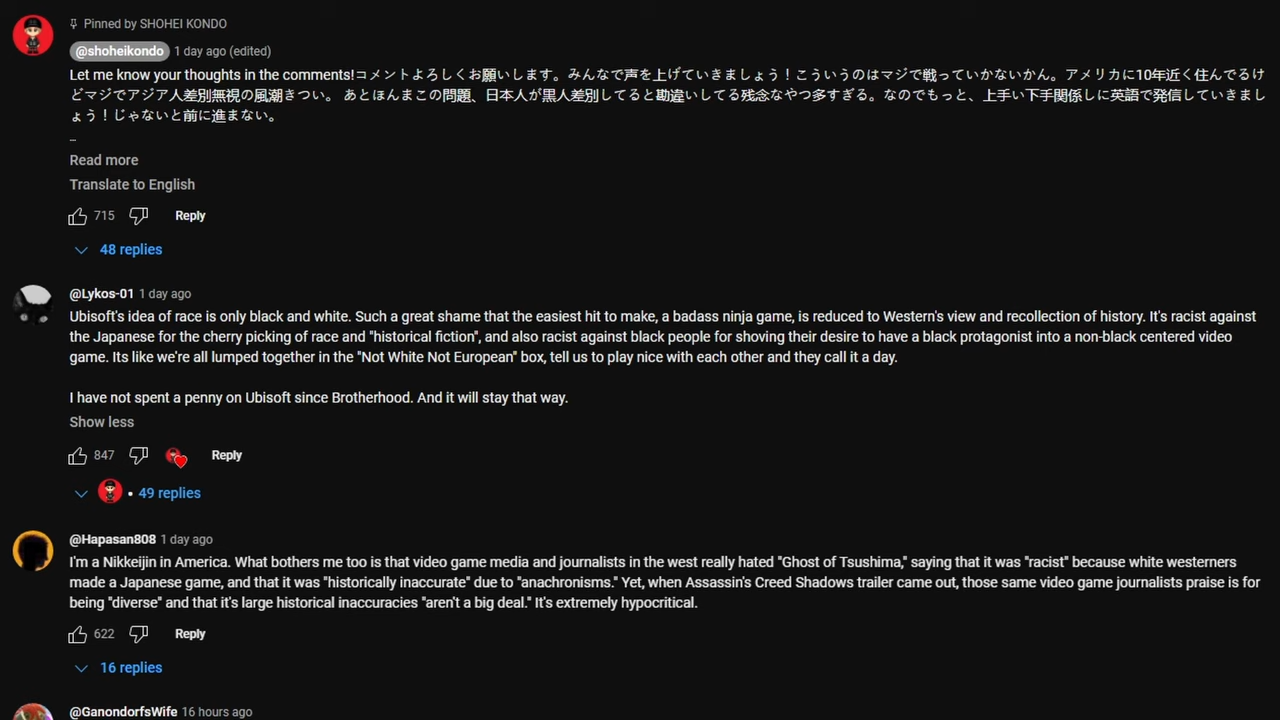 Pinned by SHOHEI KONDO
@shoheikondo 1 day ago (edited)
Let me know your thoughts in the comments!コメントよろしくお願いします。みんなで声を上げていきましょう！こういうのはマジで戦っていかないかん。アメリカに10年近く住んでるけ
どマジでアジア人差別無視の風潮きつい。 あとほんまこの問題、日本人が黒人差別してると勘違いしてる残念なやつ多すぎる。なのでもっと、上手い下手関係しに英語で発信していきまし
ょう！じゃないと前に進まない。
..
Read more
Translate to English
715 Reply
48 replies
@Lykos-01 1 day ago
Ubisoft's idea of race is only black and white. Such a great shame that the easiest hit to make, a badass ninja game, is reduced to Western's view and recollection of history. It's racist against
the Japanese for the cherry picking of race and "historical fiction", and also racist against black people for shoving their desire to have a black protagonist into a non-black centered video
game. Its like we're all lumped together in the "Not White Not European" box, tell us to play nice with each other and they call it a day.
I have not spent a penny on Ubisoft since Brotherhood. And it will stay that way.
Show less
847 Reply
• 49 replies
@Hapasan808 1 day ago
I'm a Nikkeijin in America. What bothers me too is that video game media and journalists in the west really hated "Ghost of Tsushima," saying that it was "racist" because white westerners
made a Japanese game, and that it was "historically inaccurate" due to "anachronisms." Yet, when Assassin's Creed Shadows trailer came out, those same video game journalists praise is for
being "diverse" and that it's large historical inaccuracies "aren't a big deal." It's extremely hypocritical.
622 Reply
16 replies
@GanondorfsWife 16 hours ago